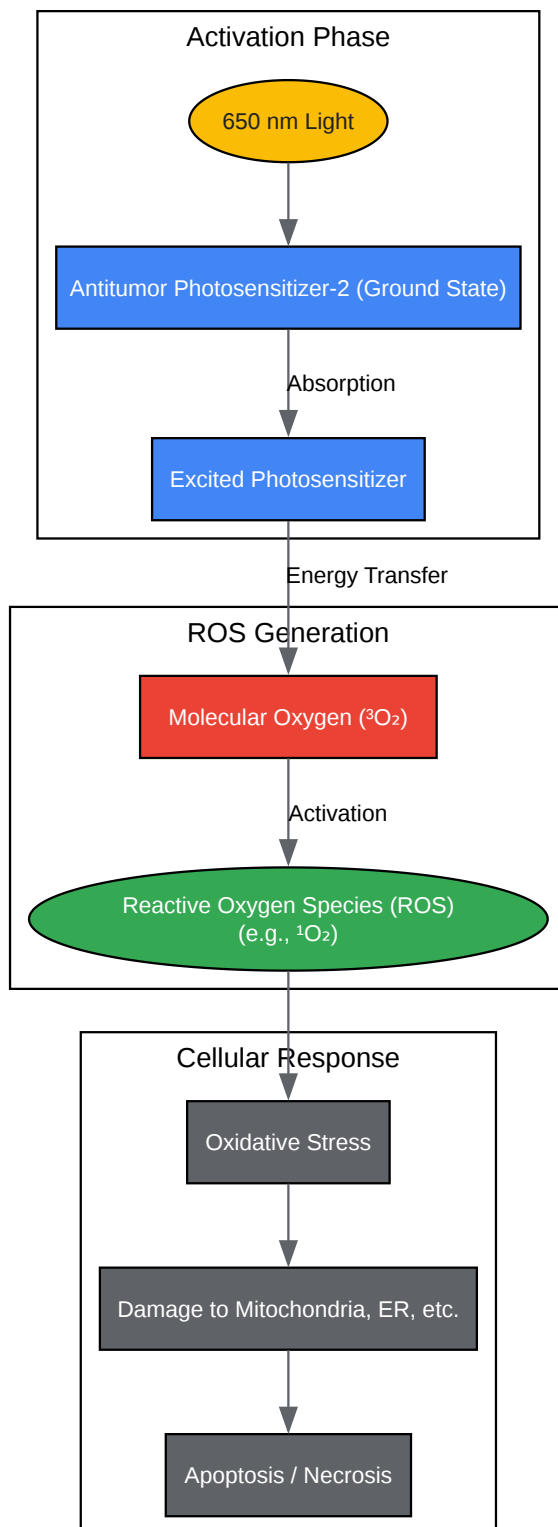 Activation Phase
650 nm Light
Antitumor Photosensitizer-2 (Ground State)
Absorption
Excited Photosensitizer
Energy Transfer
ROS Generation
Molecular Oxygen (³O₂)
Activation
Reactive Oxygen Species (ROS)
(e.g., ¹O₂)
Cellular Response
Oxidative Stress
Damage to Mitochondria, ER, etc.
Apoptosis / Necrosis